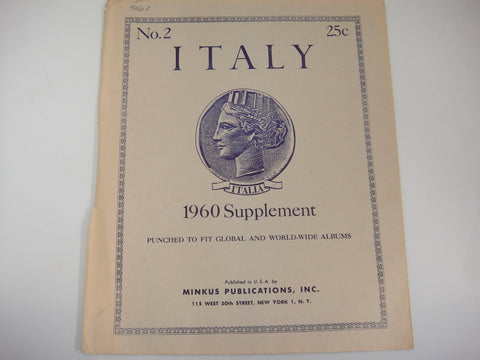 No. 2 25c
ITALY
ITALIA
1960 Supplement
PUNCHED TO FIT GLOBAL AND WORLD-WIDE ALBUMS
Published in U.S.A. by
MINKUS PUBLICATIONS, INC.
115 WEST 30th STREET, NEW YORK 1, N. Y.